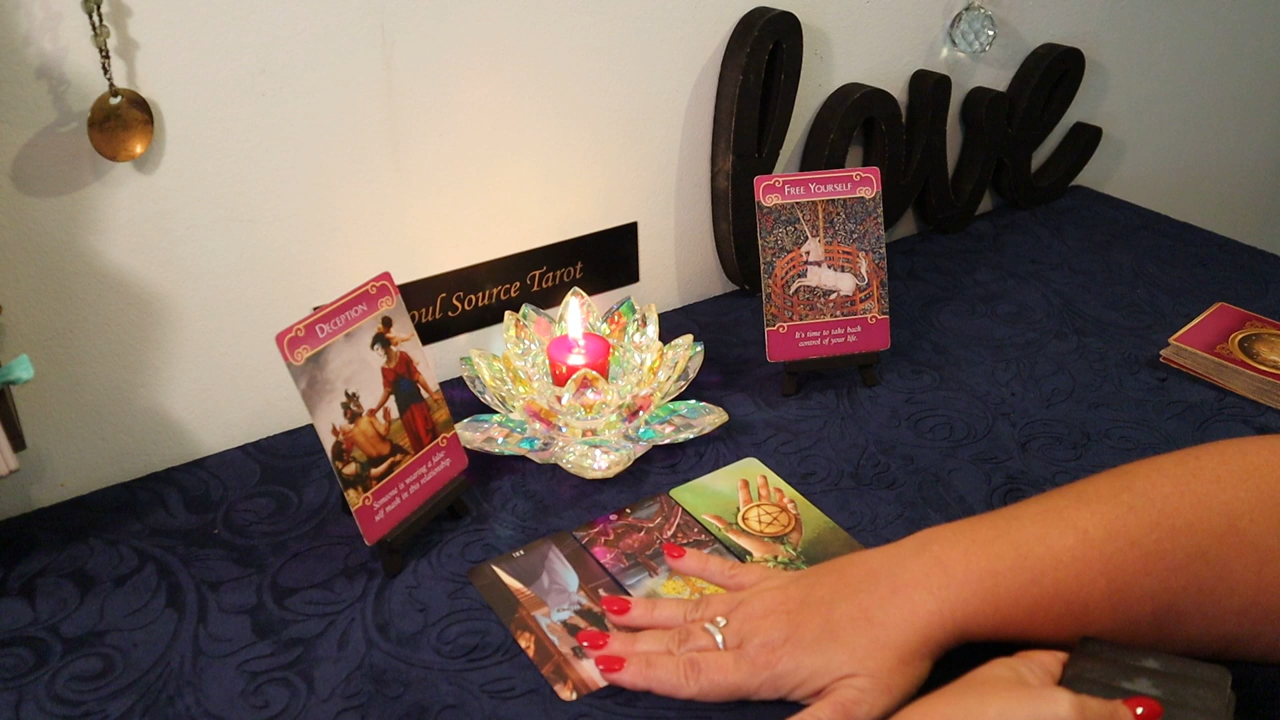 love
FREE YOURSELF
It's time to take back
control of your life.
oul Source Tarot
DECEPTION
Someone is wearing a false-
self mask in this relationship.